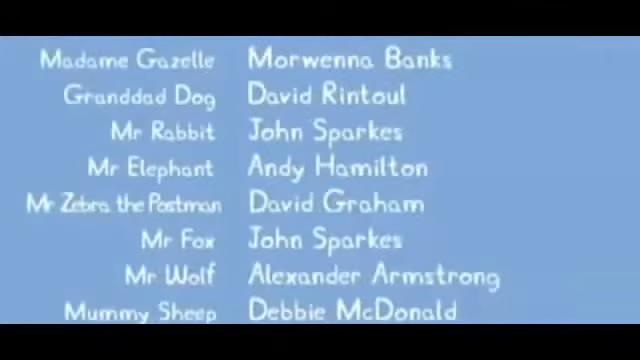 Madame Gazelle Morwenna Banks
Granddad Dog David Rintoul
Mr Rabbit John Sparkes
Mr Elephant Andy Hamilton
Mr Zebra the Postman David Graham
Mr Fox John Sparkes
Mr Wolf Alexander Armstrong
Mummy Sheep Debbie McDonald